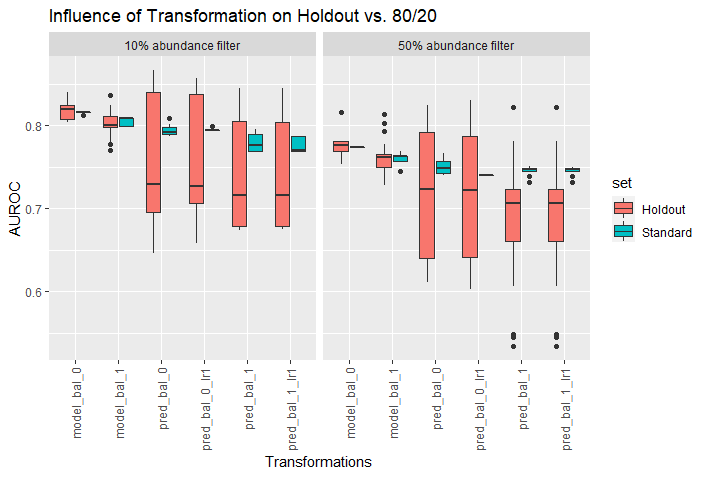 Influence of Transformation on Holdout vs. 80/20
10% abundance filter
50% abundance filter
AUROC
0.8
0.7
0.6
model_bal_0
model_bal_1
pred_bal_0
pred_bal_0_lr1
pred_bal_1
pred_bal_1_lr1
model_bal_0
model_bal_1
pred_bal_0
pred_bal_0_lr1
pred_bal_1
pred_bal_1_lr1
Transformations
set
Holdout
Standard